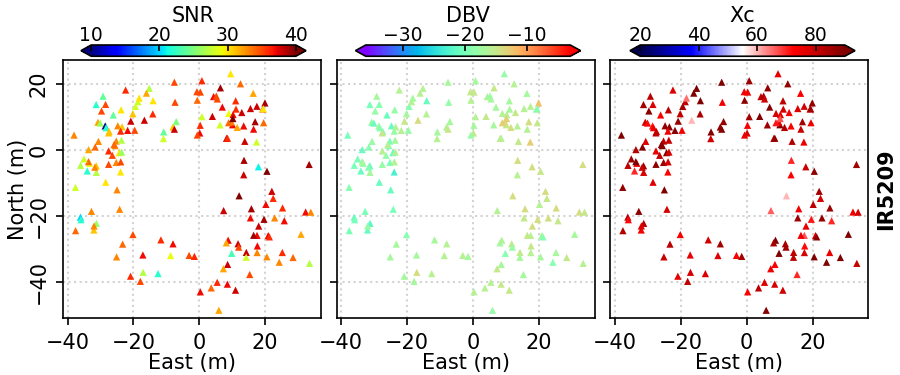 SNR DBV Xc
10 20 30 40 −30 −20 −10 20 40 60 80
20
0
−20
−40
North (m)
IR5209
−40 −20 0 20 −40 −20 0 20 −40 −20 0 20
East (m) East (m) East (m)